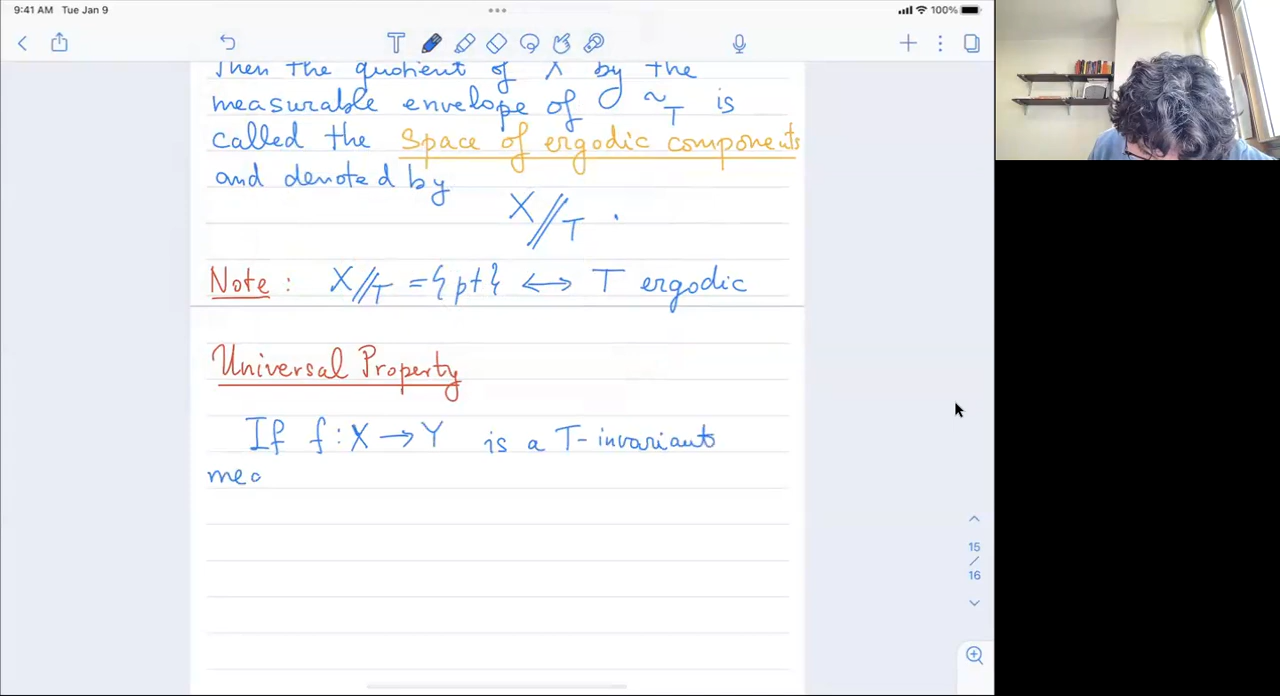 9:41 AM Tue Jan 9
100%
Then the quotient of X by the
measurable envelope of ~T is
called the space of ergodic components
and denoted by
X//T .
Note : X//T = {pt} ⟷ T ergodic
Universal Property
If f : X → Y is a T-invariant
mea
15
/
16